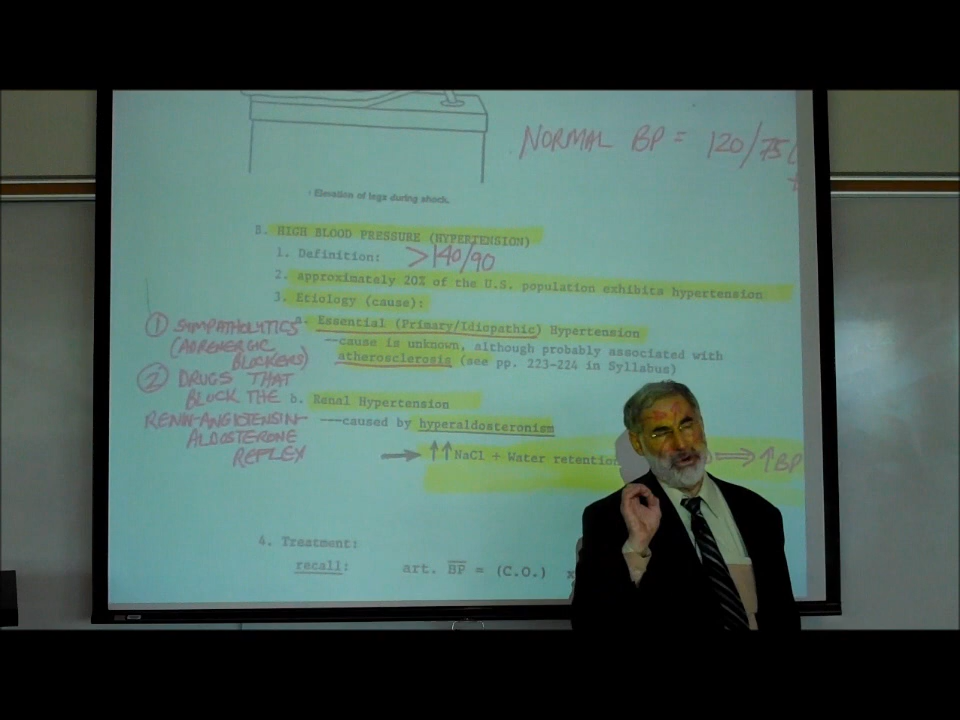 NORMAL BP = 120/75
- Elevation of legs during shock.
B. HIGH BLOOD PRESSURE (HYPERTENSION)
1. Definition: >140/90
2. approximately 20% of the U.S. population exhibits hypertension
3. Etiology (cause):
a. Essential (Primary/Idiopathic) Hypertension
--cause is unknown, although probably associated with
atherosclerosis (see pp. 223-224 in Syllabus)
b. Renal Hypertension
---caused by hyperaldosteronism
→ ↑↑NaCl + Water retention ⇒ ↑BP
① SYMPATHOLYTICS
(ADRENERGIC
BLOCKERS)
② DRUGS THAT
BLOCK THE
RENIN-ANGIOTENSIN-
ALDOSTERONE
REFLEX
4. Treatment:
recall: art. B̅P̅ = (C.O.) x